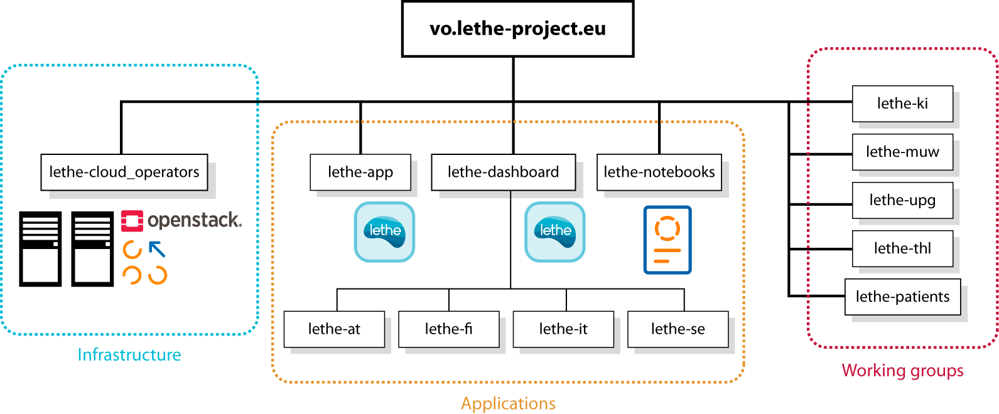 vo.lethe-project.eu
lethe-cloud_operators
openstack.
Infrastructure
lethe-app
lethe-dashboard
lethe-notebooks
lethe
lethe
lethe-at
lethe-fi
lethe-it
lethe-se
Applications
lethe-ki
lethe-muw
lethe-upg
lethe-thl
lethe-patients
Working groups